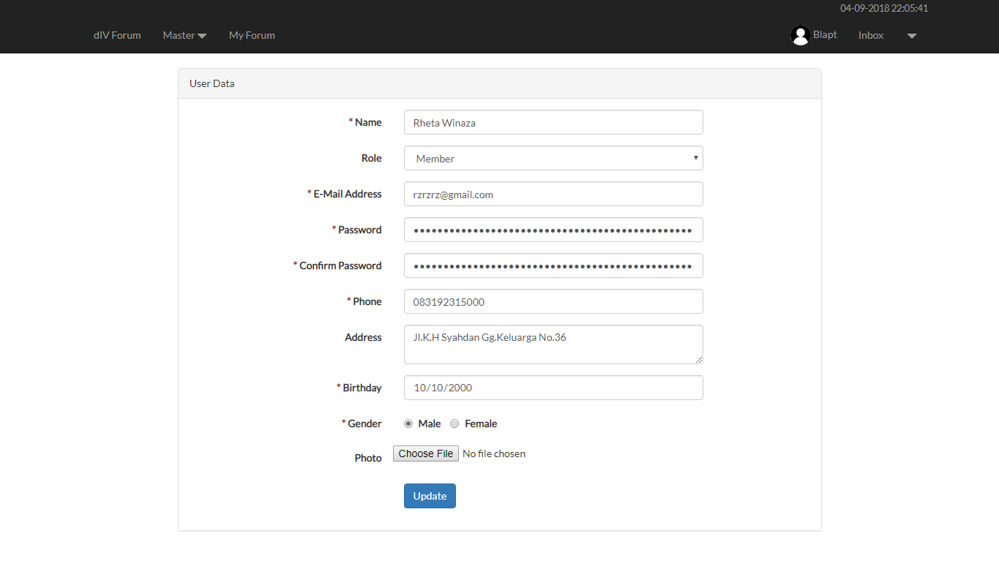 04-09-2018 22:05:41
dIV Forum Master My Forum Blapt Inbox
User Data
* Name Rheta Winaza
Role Member
* E-Mail Address rzrzrz@gmail.com
* Password
* Confirm Password
* Phone 083192315000
Address Jl.K.H Syahdan Gg.Keluarga No.36
* Birthday 10/10/2000
* Gender Male Female
Photo Choose File No file chosen
Update